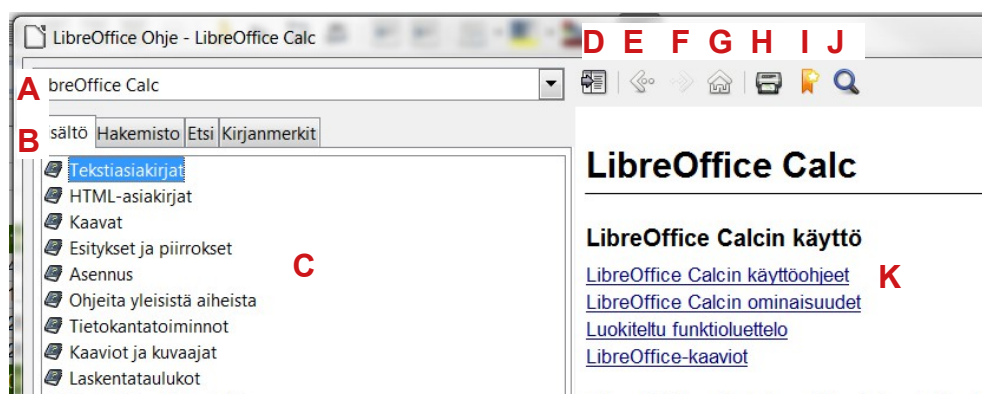 LibreOffice Ohje - LibreOffice Calc
D E F G H I J
A breOffice Calc
B sältö Hakemisto Etsi Kirjanmerkit
Tekstiasiakirjat
HTML-asiakirjat
Kaavat
Esitykset ja piirrokset
C
Asennus
Ohjeita yleisistä aiheista
Tietokantatoiminnot
Kaaviot ja kuvaajat
Laskentataulukot
LibreOffice Calc
LibreOffice Calcin käyttö
LibreOffice Calcin käyttöohjeet K
LibreOffice Calcin ominaisuudet
Luokiteltu funktioluettelo
LibreOffice-kaaviot